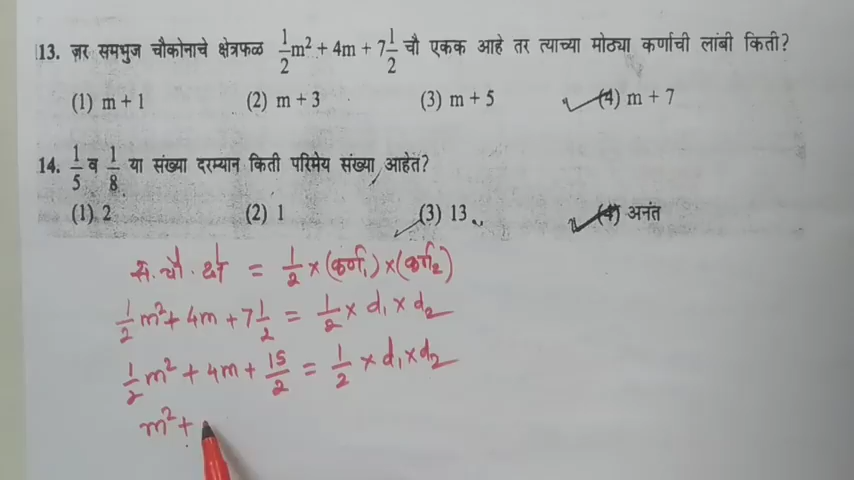 13. जर समभुज चौकोनाचे क्षेत्रफळ 1/2 m² + 4m + 7 1/2 चौ एकक आहे तर त्याच्या मोठ्या कर्णाची लांबी किती?
(1) m + 1 (2) m + 3 (3) m + 5 (4) m + 7
14. 1/5 व 1/8 या संख्या दरम्यान किती परिमेय संख्या आहेत?
(1) 2 (2) 1 (3) 13 (4) अनंत
स. चौ. क्षे = 1/2 × (कर्ण₁) × (कर्ण₂)
1/2 m² + 4m + 7 1/2 = 1/2 × d₁ × d₂
1/2 m² + 4m + 15/2 = 1/2 × d₁ × d₂
m² +